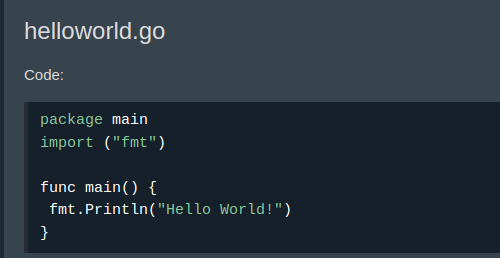 helloworld.go
Code:
package main
import ("fmt")
func main() {
 fmt.Println("Hello World!")
}